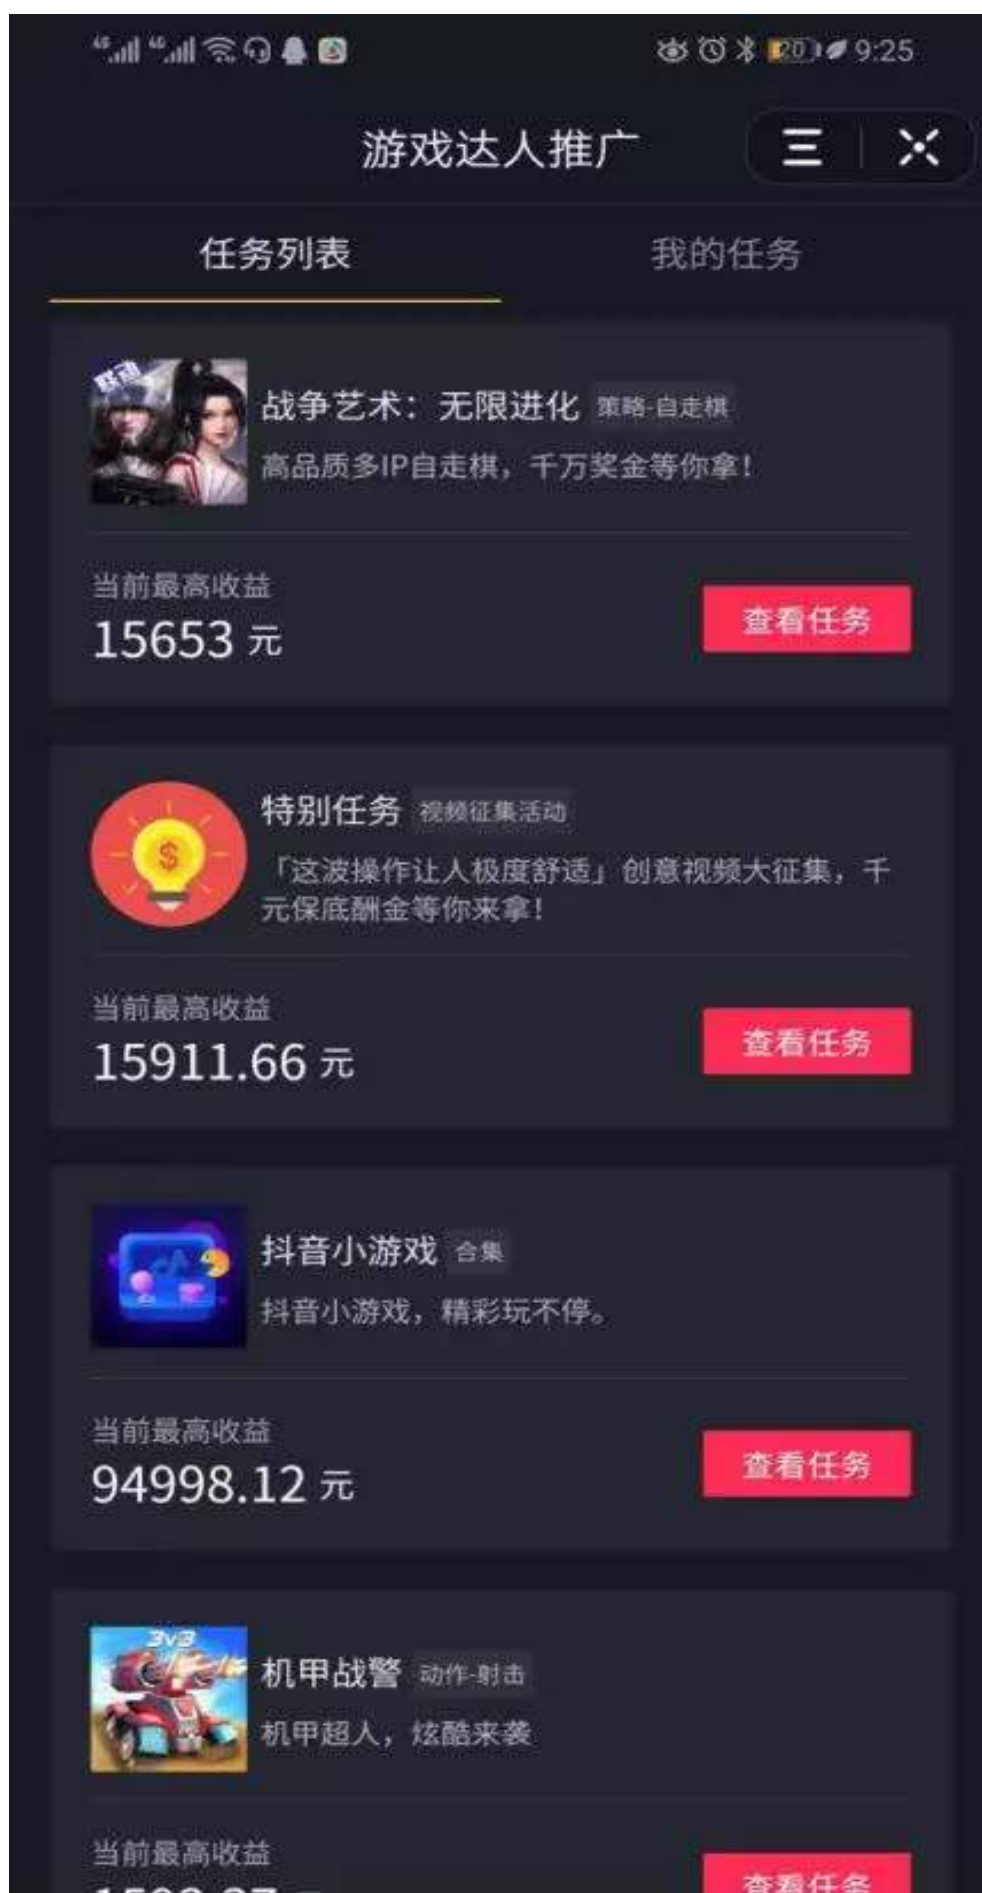 4G 4G 20 9:25
游戏达人推广
任务列表 我的任务
联动
战争艺术：无限进化 策略-自走棋
高品质多IP自走棋，千万奖金等你拿！
当前最高收益
15653 元
查看任务
特别任务 视频征集活动
「这波操作让人极度舒适」创意视频大征集，千
元保底酬金等你来拿！
$
当前最高收益
15911.66 元
查看任务
抖音小游戏 合集
抖音小游戏，精彩玩不停。
当前最高收益
94998.12 元
查看任务
3v3
机甲战警 动作-射击
机甲超人，炫酷来袭
当前最高收益
查看任务